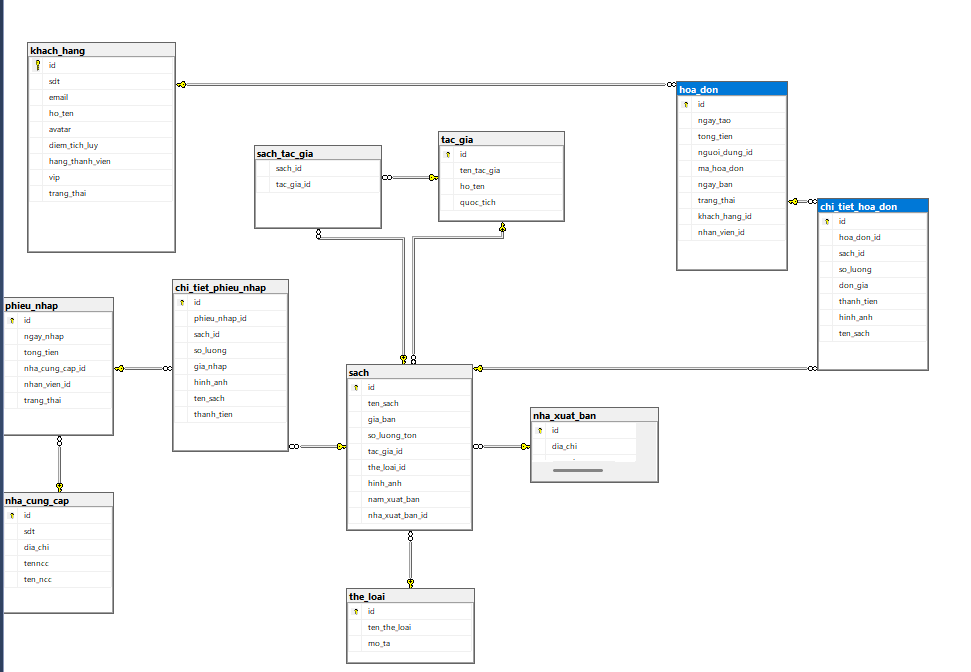 khach_hang
id
sdt
email
ho_ten
avatar
diem_tich_luy
hang_thanh_vien
vip
trang_thai
hoa_don
id
ngay_tao
tong_tien
nguoi_dung_id
ma_hoa_don
ngay_ban
trang_thai
khach_hang_id
nhan_vien_id
tac_gia
id
ten_tac_gia
ho_ten
quoc_tich
sach_tac_gia
sach_id
tac_gia_id
chi_tiet_hoa_don
id
hoa_don_id
sach_id
so_luong
don_gia
thanh_tien
hinh_anh
ten_sach
chi_tiet_phieu_nhap
id
phieu_nhap_id
sach_id
so_luong
gia_nhap
hinh_anh
ten_sach
thanh_tien
phieu_nhap
id
ngay_nhap
tong_tien
nha_cung_cap_id
nhan_vien_id
trang_thai
sach
id
ten_sach
gia_ban
so_luong_ton
tac_gia_id
the_loai_id
hinh_anh
nam_xuat_ban
nha_xuat_ban_id
nha_xuat_ban
id
dia_chi
nha_cung_cap
id
sdt
dia_chi
tenncc
ten_ncc
the_loai
id
ten_the_loai
mo_ta